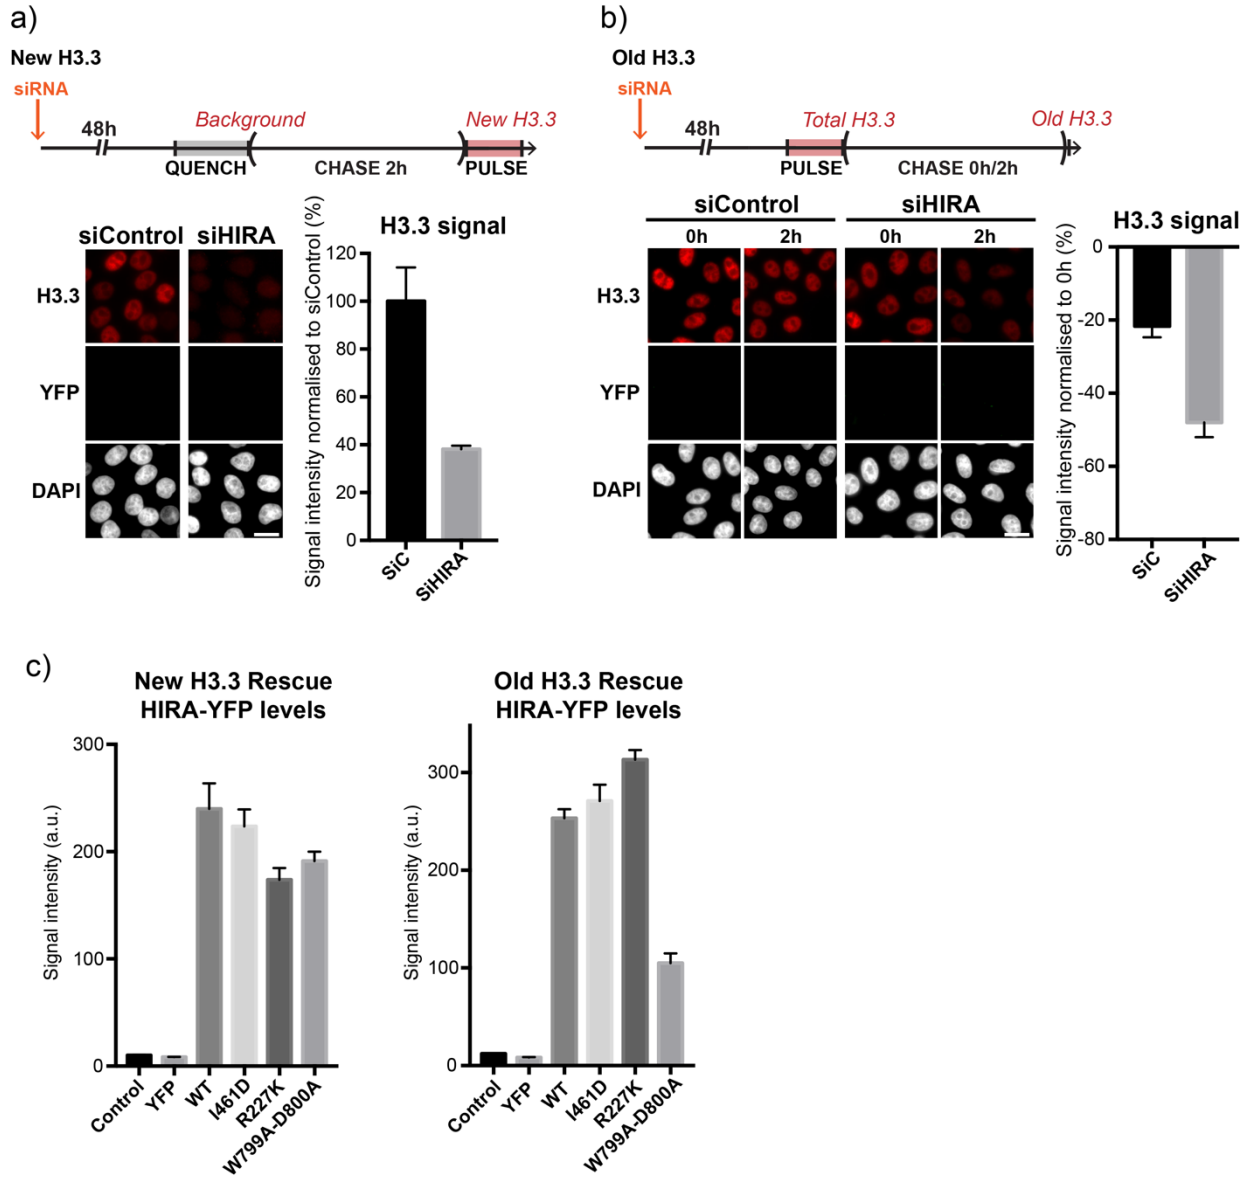 a)
New H3.3
siRNA
48h
Background
New H3.3
QUENCH
CHASE 2h
PULSE
siControl
siHIRA
H3.3
YFP
DAPI
H3.3 signal
Signal intensity normalised to siControl (%)
120
100
80
60
40
20
0
SiC
SiHIRA
b)
Old H3.3
siRNA
48h
Total H3.3
Old H3.3
PULSE
CHASE 0h/2h
siControl
siHIRA
0h
2h
0h
2h
H3.3
YFP
DAPI
H3.3 signal
Signal intensity normalised to 0h (%)
0
-20
-40
-60
-80
SiC
SiHIRA
c)
New H3.3 Rescue
HIRA-YFP levels
Signal intensity (a.u.)
300
200
100
0
Control
YFP
WT
I461D
R227K
W799A-D800A
Old H3.3 Rescue
HIRA-YFP levels
Signal intensity (a.u.)
300
200
100
0
Control
YFP
WT
I461D
R227K
W799A-D800A